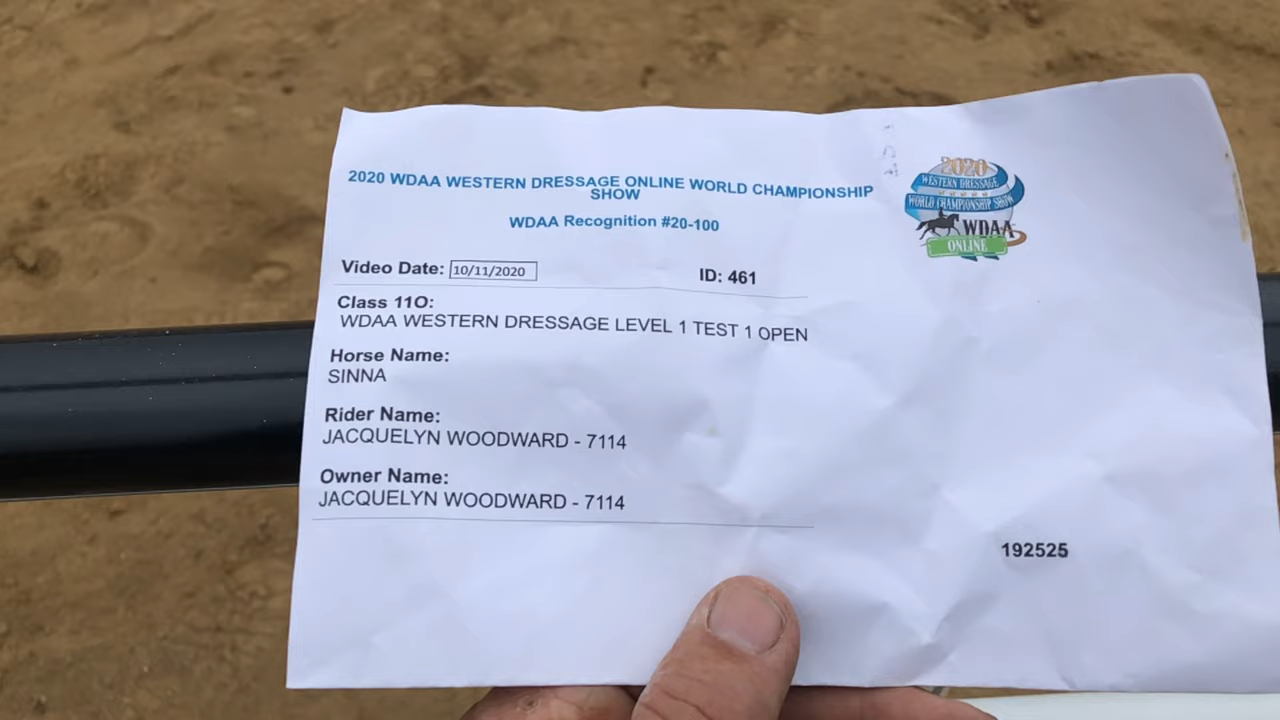 2020 WDAA WESTERN DRESSAGE ONLINE WORLD CHAMPIONSHIP
SHOW
WDAA Recognition #20-100
2020
WESTERN DRESSAGE
WORLD CHAMPIONSHIP SHOW
WDAA
ONLINE
Video Date: 10/11/2020 ID: 461
Class 11O:
WDAA WESTERN DRESSAGE LEVEL 1 TEST 1 OPEN
Horse Name:
SINNA
Rider Name:
JACQUELYN WOODWARD - 7114
Owner Name:
JACQUELYN WOODWARD - 7114
192525